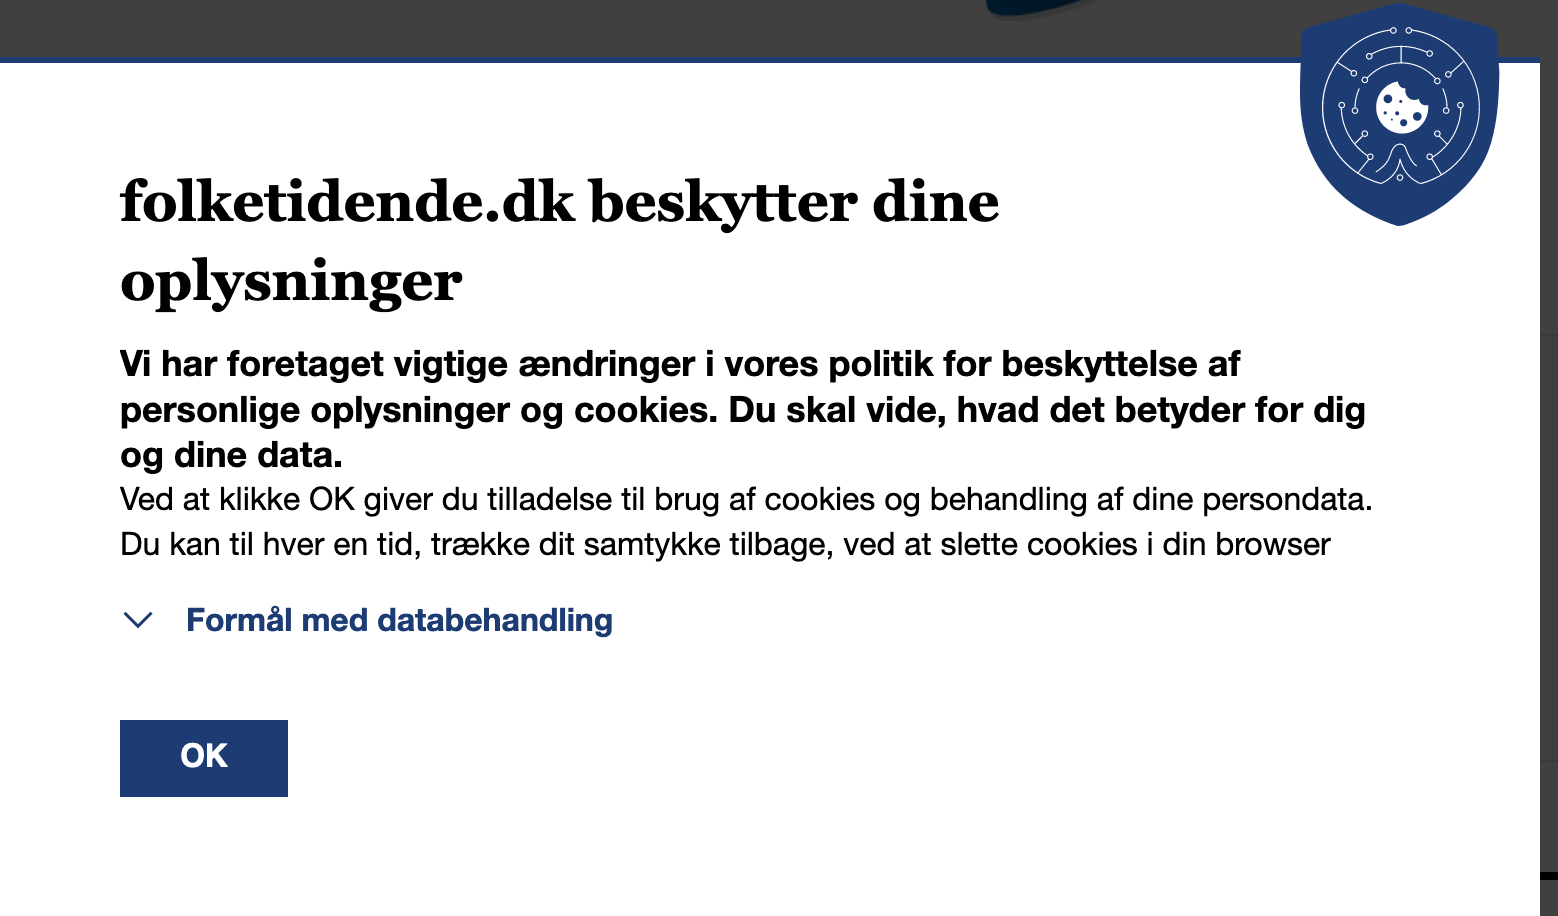 folketidende.dk beskytter dine
oplysninger
Vi har foretaget vigtige ændringer i vores politik for beskyttelse af
personlige oplysninger og cookies. Du skal vide, hvad det betyder for dig
og dine data.
Ved at klikke OK giver du tilladelse til brug af cookies og behandling af dine persondata.
Du kan til hver en tid, trække dit samtykke tilbage, ved at slette cookies i din browser
Formål med databehandling
OK